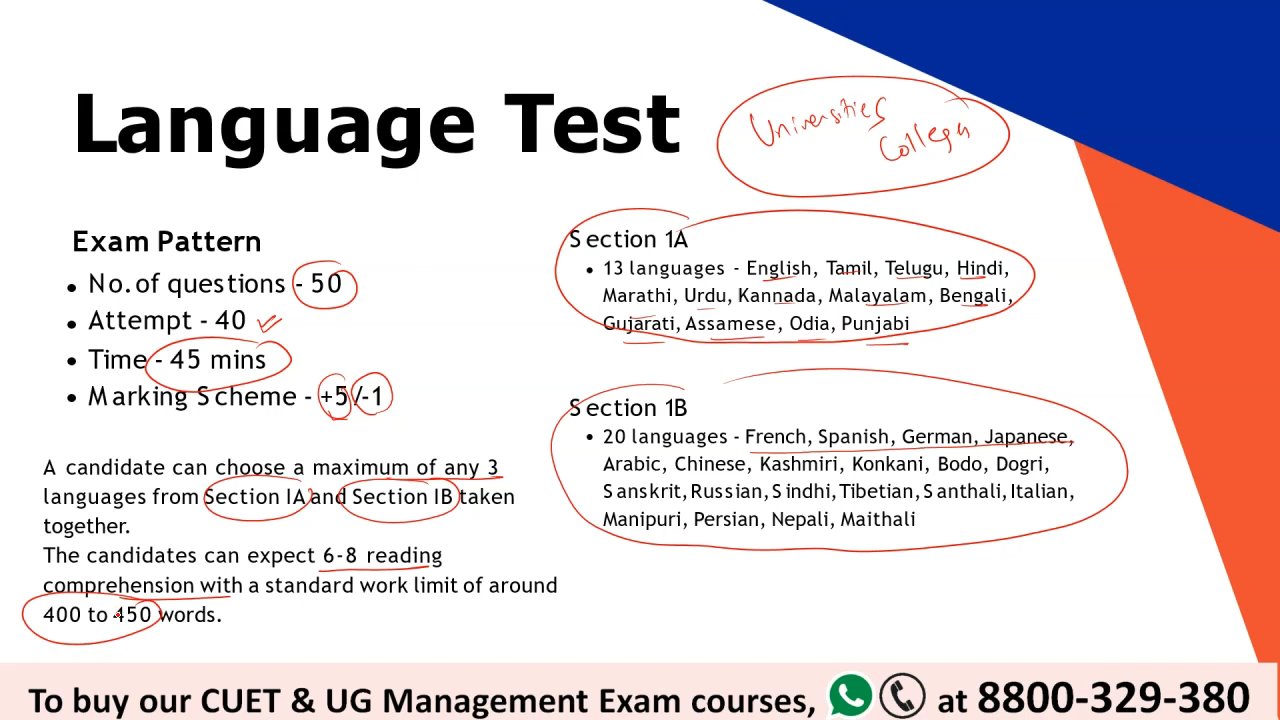 Language Test
Universities
College
Exam Pattern
• No. of questions - 50
• Attempt - 40
• Time - 45 mins
• Marking Scheme - +5/-1
A candidate can choose a maximum of any 3
languages from Section IA and Section IB taken
together.
The candidates can expect 6-8 reading
comprehension with a standard work limit of around
400 to 450 words.
Section 1A
• 13 languages - English, Tamil, Telugu, Hindi,
Marathi, Urdu, Kannada, Malayalam, Bengali,
Gujarati, Assamese, Odia, Punjabi
Section 1B
• 20 languages - French, Spanish, German, Japanese,
Arabic, Chinese, Kashmiri, Konkani, Bodo, Dogri,
Sanskrit, Russian, Sindhi, Tibetian, Santhali, Italian,
Manipuri, Persian, Nepali, Maithali
To buy our CUET & UG Management Exam courses, at 8800-329-380